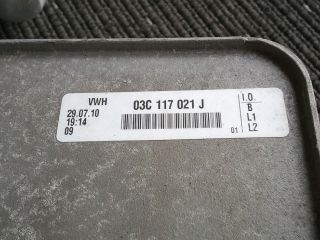 VWH 03C 117 021 J I.O.
29.07.10 B
19:14 L1
09 01 L2